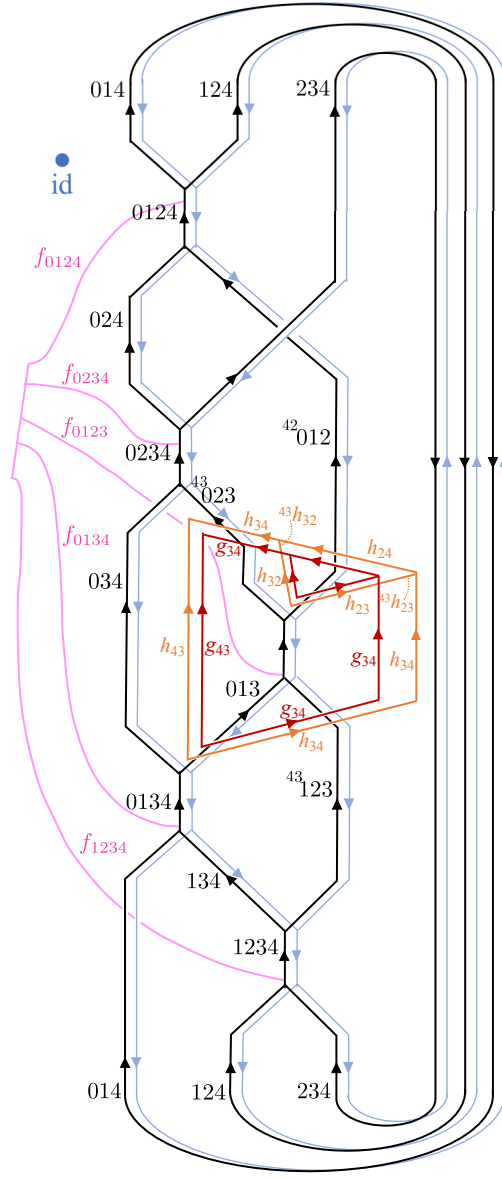 014 124 234
id
0124
f₀₁₂₄
024
f₀₂₃₄
f₀₁₂₃
⁴²012
0234
⁴³023
h₃₄ ⁴³h₃₂
f₀₁₃₄
g₃₄ h₂₄
034 h₃₂ h₂₃ ⁴³h₂₃
h₄₃ g₄₃ g₃₄ h₃₄
013 g₃₄
h₃₄
⁴³123
0134
f₁₂₃₄
134
1234
014 124 234